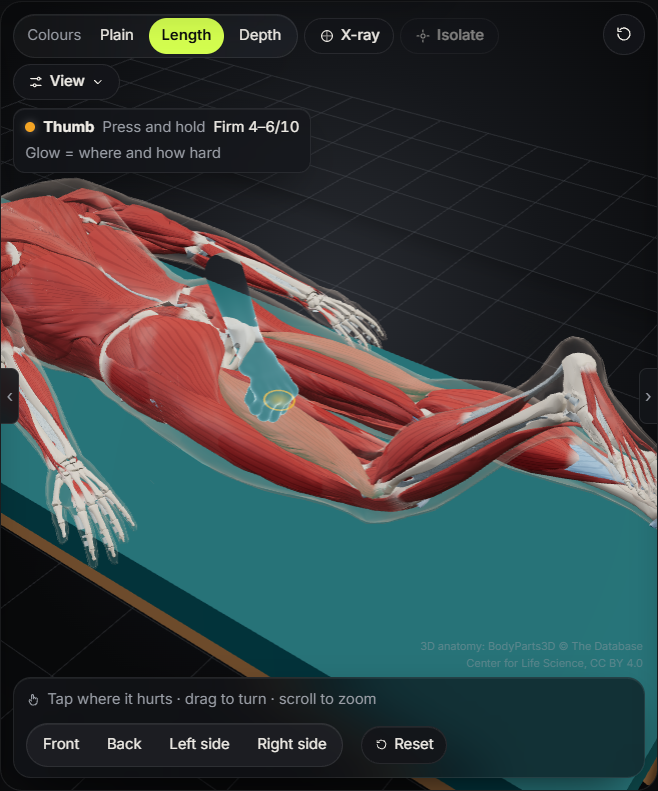 Colours Plain Length Depth X-ray Isolate
View
Thumb Press and hold Firm 4–6/10
Glow = where and how hard
3D anatomy: BodyParts3D © The Database
Center for Life Science, CC BY 4.0
Tap where it hurts · drag to turn · scroll to zoom
Front Back Left side Right side Reset